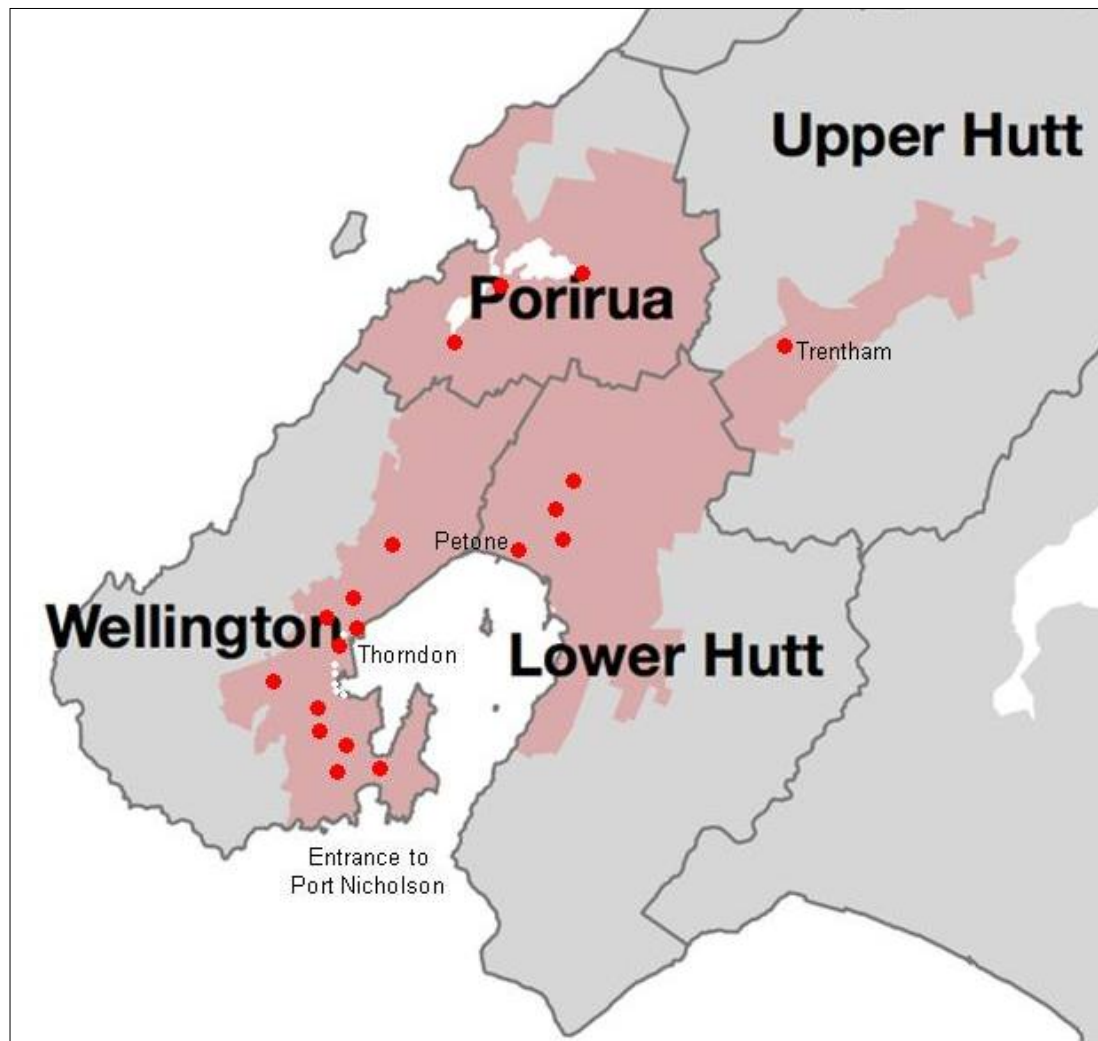 Upper Hutt
Porirua
Trentham
Petone
Wellington
Thorndon
Lower Hutt
Entrance to
Port Nicholson